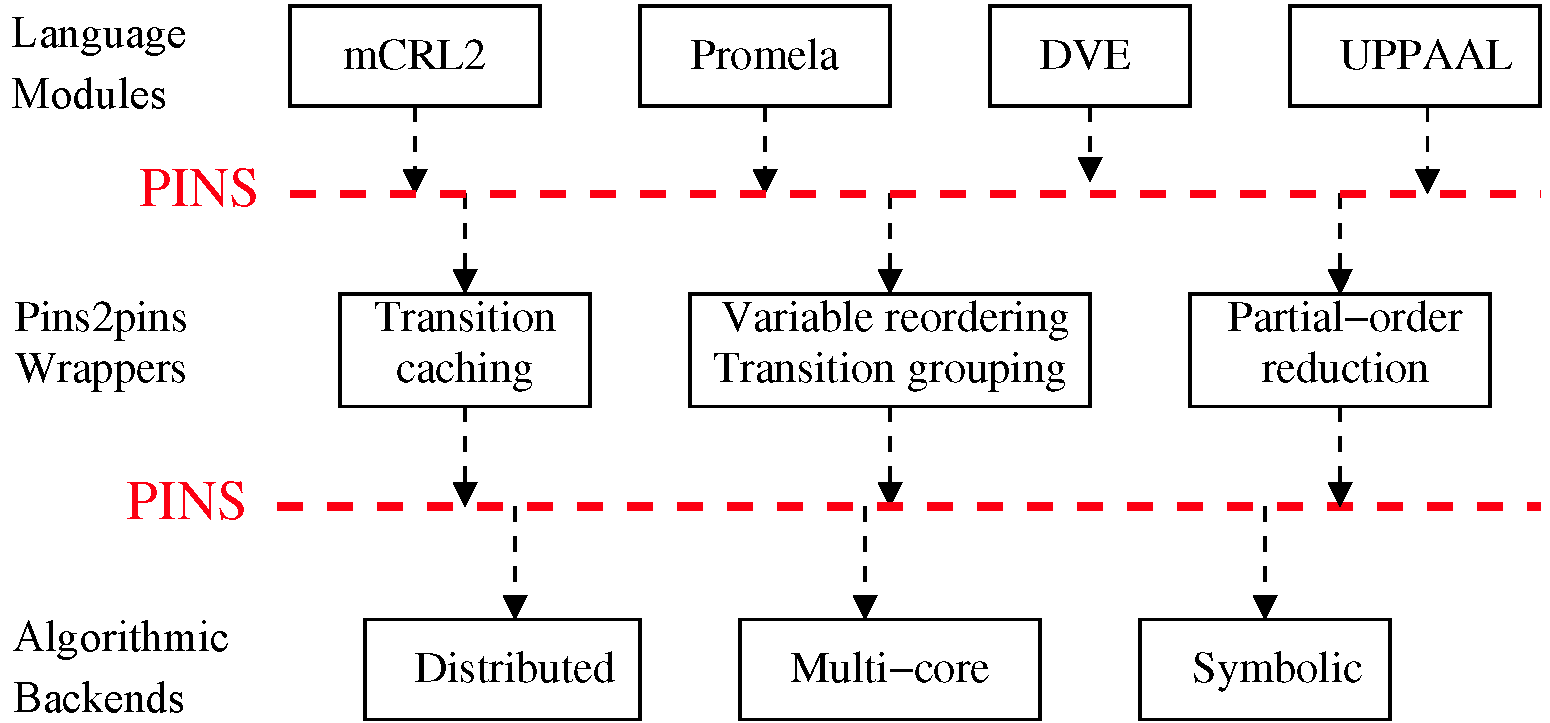 Language
Modules
mCRL2
Promela
DVE
UPPAAL
PINS
Pins2pins
Wrappers
Transition
caching
Variable reordering
Transition grouping
Partial−order
reduction
PINS
Algorithmic
Backends
Distributed
Multi−core
Symbolic